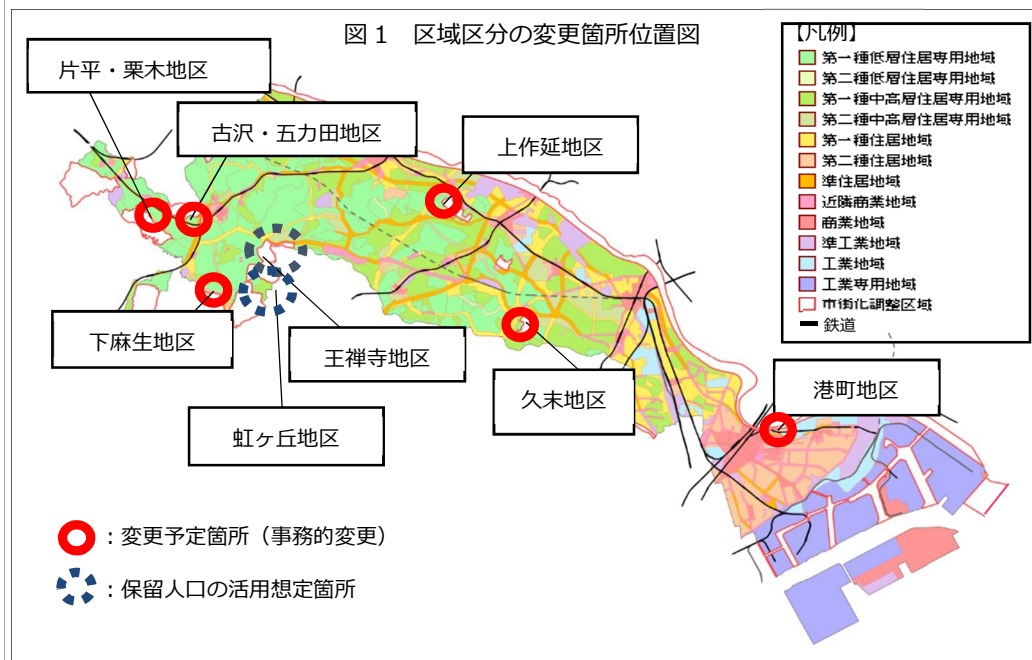 図１　区域区分の変更箇所位置図
片平・栗木地区
古沢・五力田地区
上作延地区
下麻生地区
王禅寺地区
虹ヶ丘地区
久末地区
港町地区
【凡例】
第一種低層住居専用地域
第二種低層住居専用地域
第一種中高層住居専用地域
第二種中高層住居専用地域
第一種住居地域
第二種住居地域
準住居地域
近隣商業地域
商業地域
準工業地域
工業地域
工業専用地域
市街化調整区域
鉄道
：変更予定箇所（事務的変更）
：保留人口の活用想定箇所